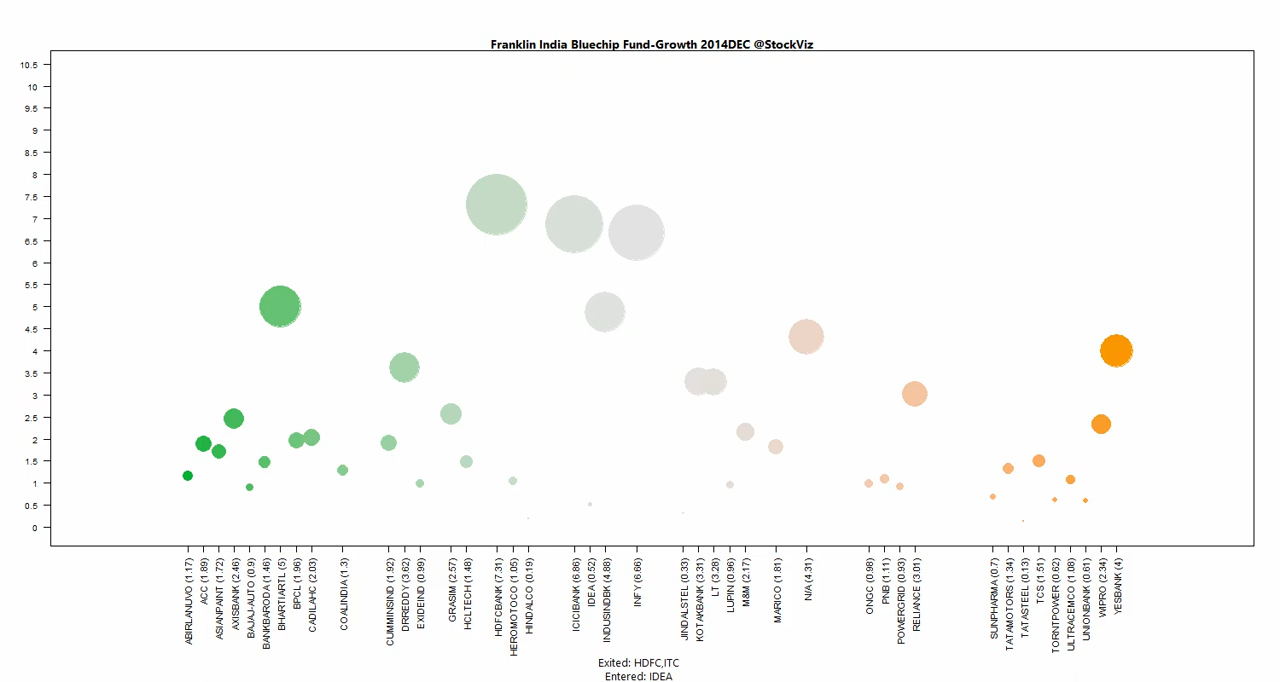 Franklin India Bluechip Fund-Growth 2014DEC @StockViz
10.5
10
9.5
9
8.5
8
7.5
7
6.5
6
5.5
5
4.5
4
3.5
3
2.5
2
1.5
1
0.5
0
ABIRLANUVO (1.17)
ACC (1.89)
ASIANPAINT (1.72)
AXISBANK (2.46)
BAJAJ-AUTO (0.9)
BANKBARODA (1.46)
BHARTIARTL (5)
BPCL (1.96)
CADILAHC (2.03)
COALINDIA (1.3)
CUMMINSIND (1.92)
DRREDDY (3.62)
EXIDEIND (0.99)
GRASIM (2.57)
HCLTECH (1.48)
HDFCBANK (7.31)
HEROMOTOCO (1.05)
HINDALCO (0.19)
ICICIBANK (6.86)
IDEA (0.52)
INDUSINDBK (4.88)
INFY (6.66)
JINDALSTEL (0.33)
KOTAKBANK (3.31)
LT (3.28)
LUPIN (0.96)
M&M (2.17)
MARICO (1.81)
N/A (4.31)
ONGC (0.98)
PNB (1.11)
POWERGRID (0.93)
RELIANCE (3.01)
SUNPHARMA (0.7)
TATAMOTORS (1.34)
TATASTEEL (0.13)
TCS (1.51)
TORNTPOWER (0.62)
ULTRACEMCO (1.08)
UNIONBANK (0.61)
WIPRO (2.34)
YESBANK (4)
Exited: HDFC,ITC
Entered: IDEA